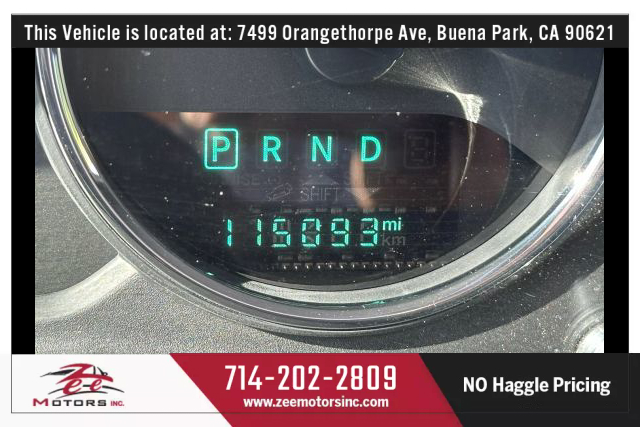 This Vehicle is located at: 7499 Orangethorpe Ave, Buena Park, CA 90621
P R N D
SHIFT
115093 mi
km
Zee
MOTORS INC.
714-202-2809
www.zeemotorsinc.com
NO Haggle Pricing